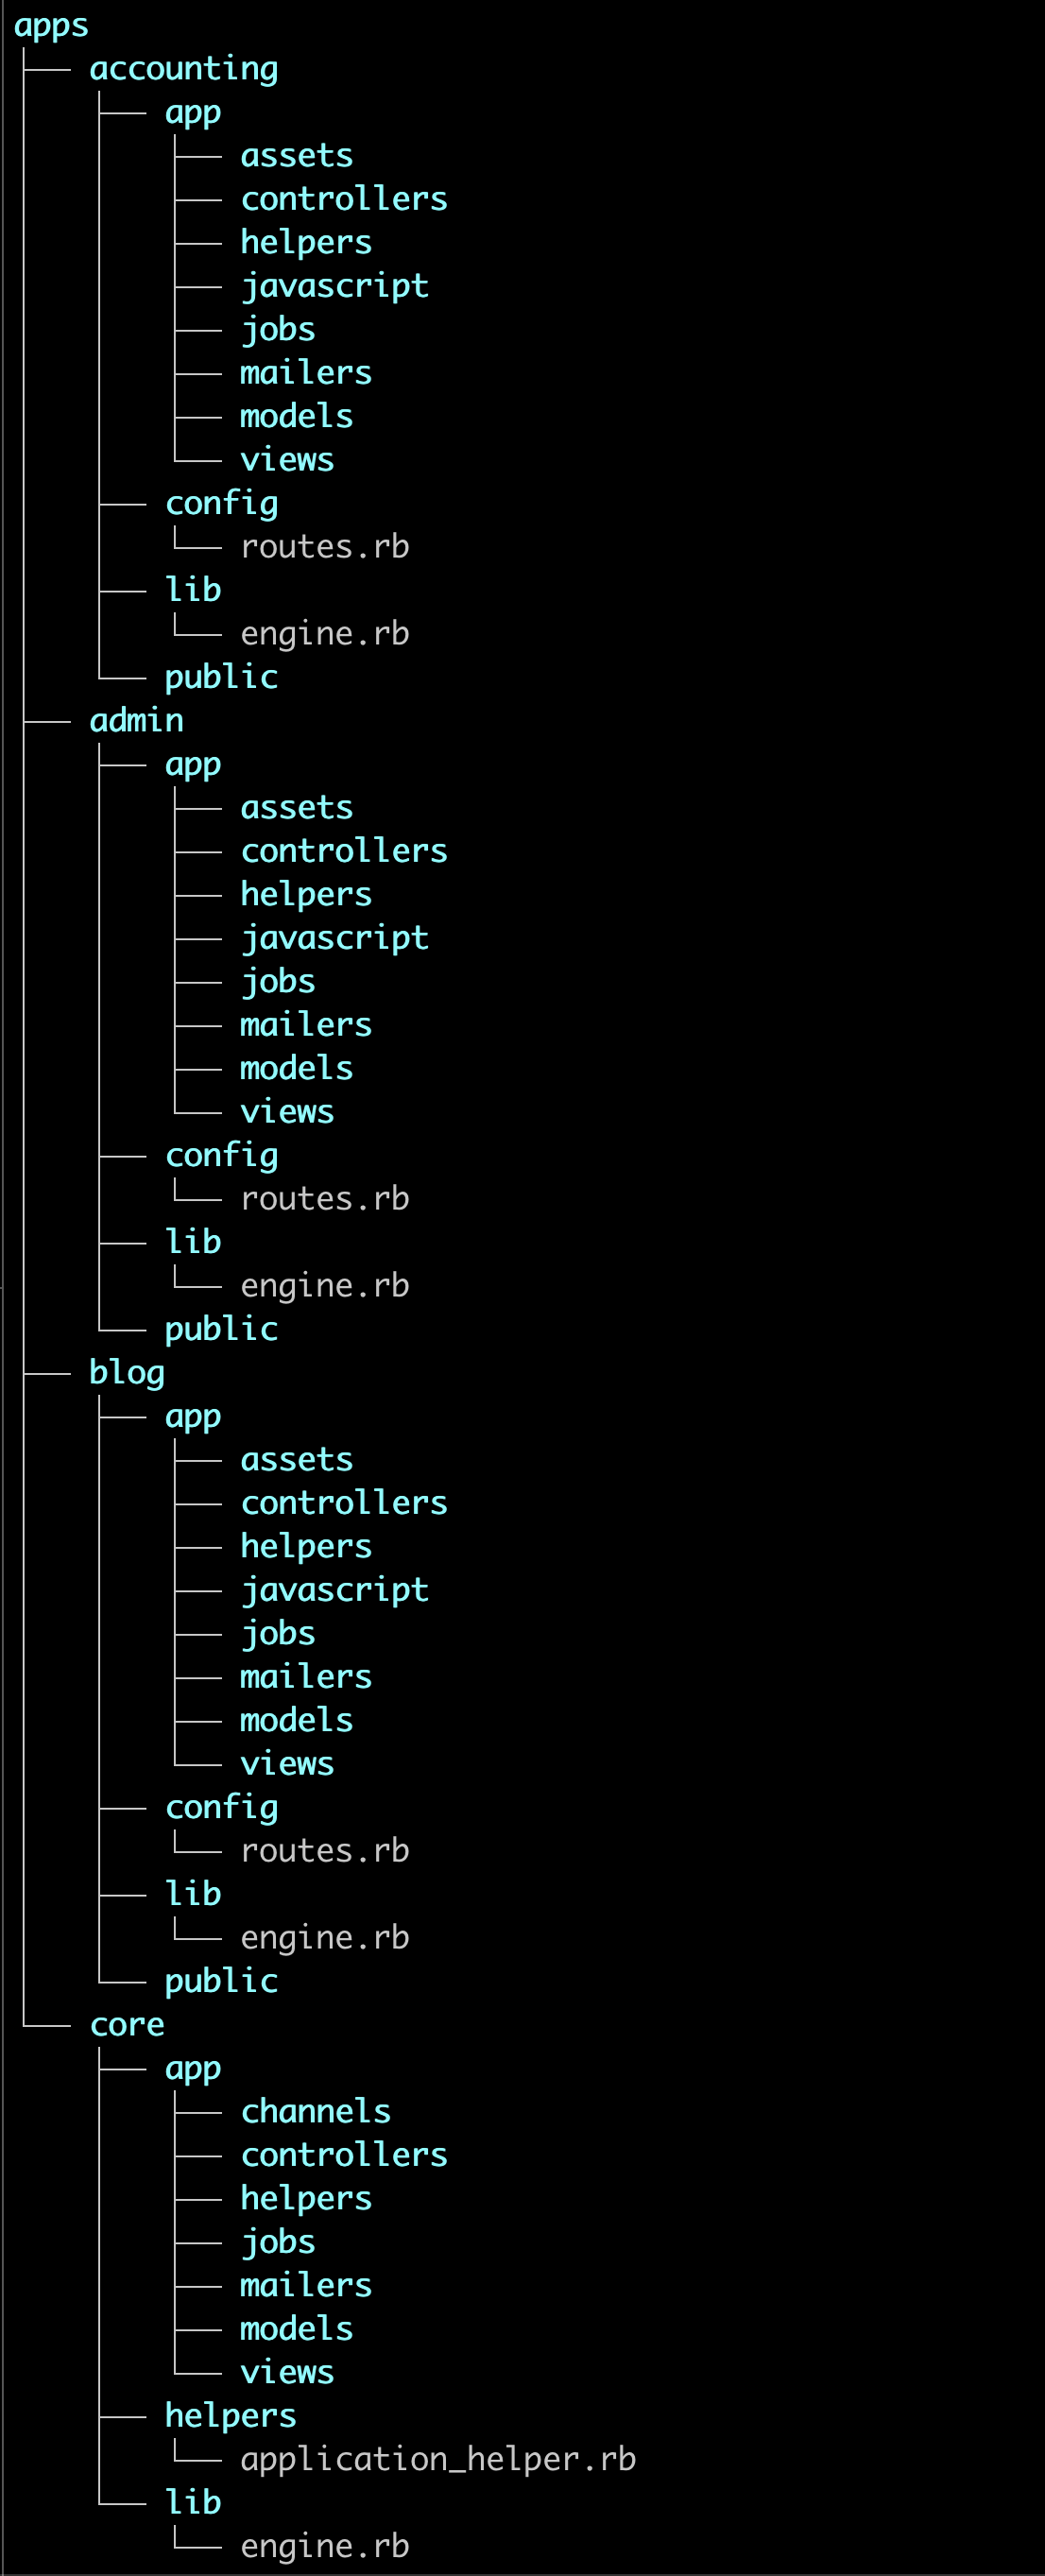 apps
accounting
app
assets
controllers
helpers
javascript
jobs
mailers
models
views
config
routes.rb
lib
engine.rb
public
admin
app
assets
controllers
helpers
javascript
jobs
mailers
models
views
config
routes.rb
lib
engine.rb
public
blog
app
assets
controllers
helpers
javascript
jobs
mailers
models
views
config
routes.rb
lib
engine.rb
public
core
app
channels
controllers
helpers
jobs
mailers
models
views
helpers
application_helper.rb
lib
engine.rb